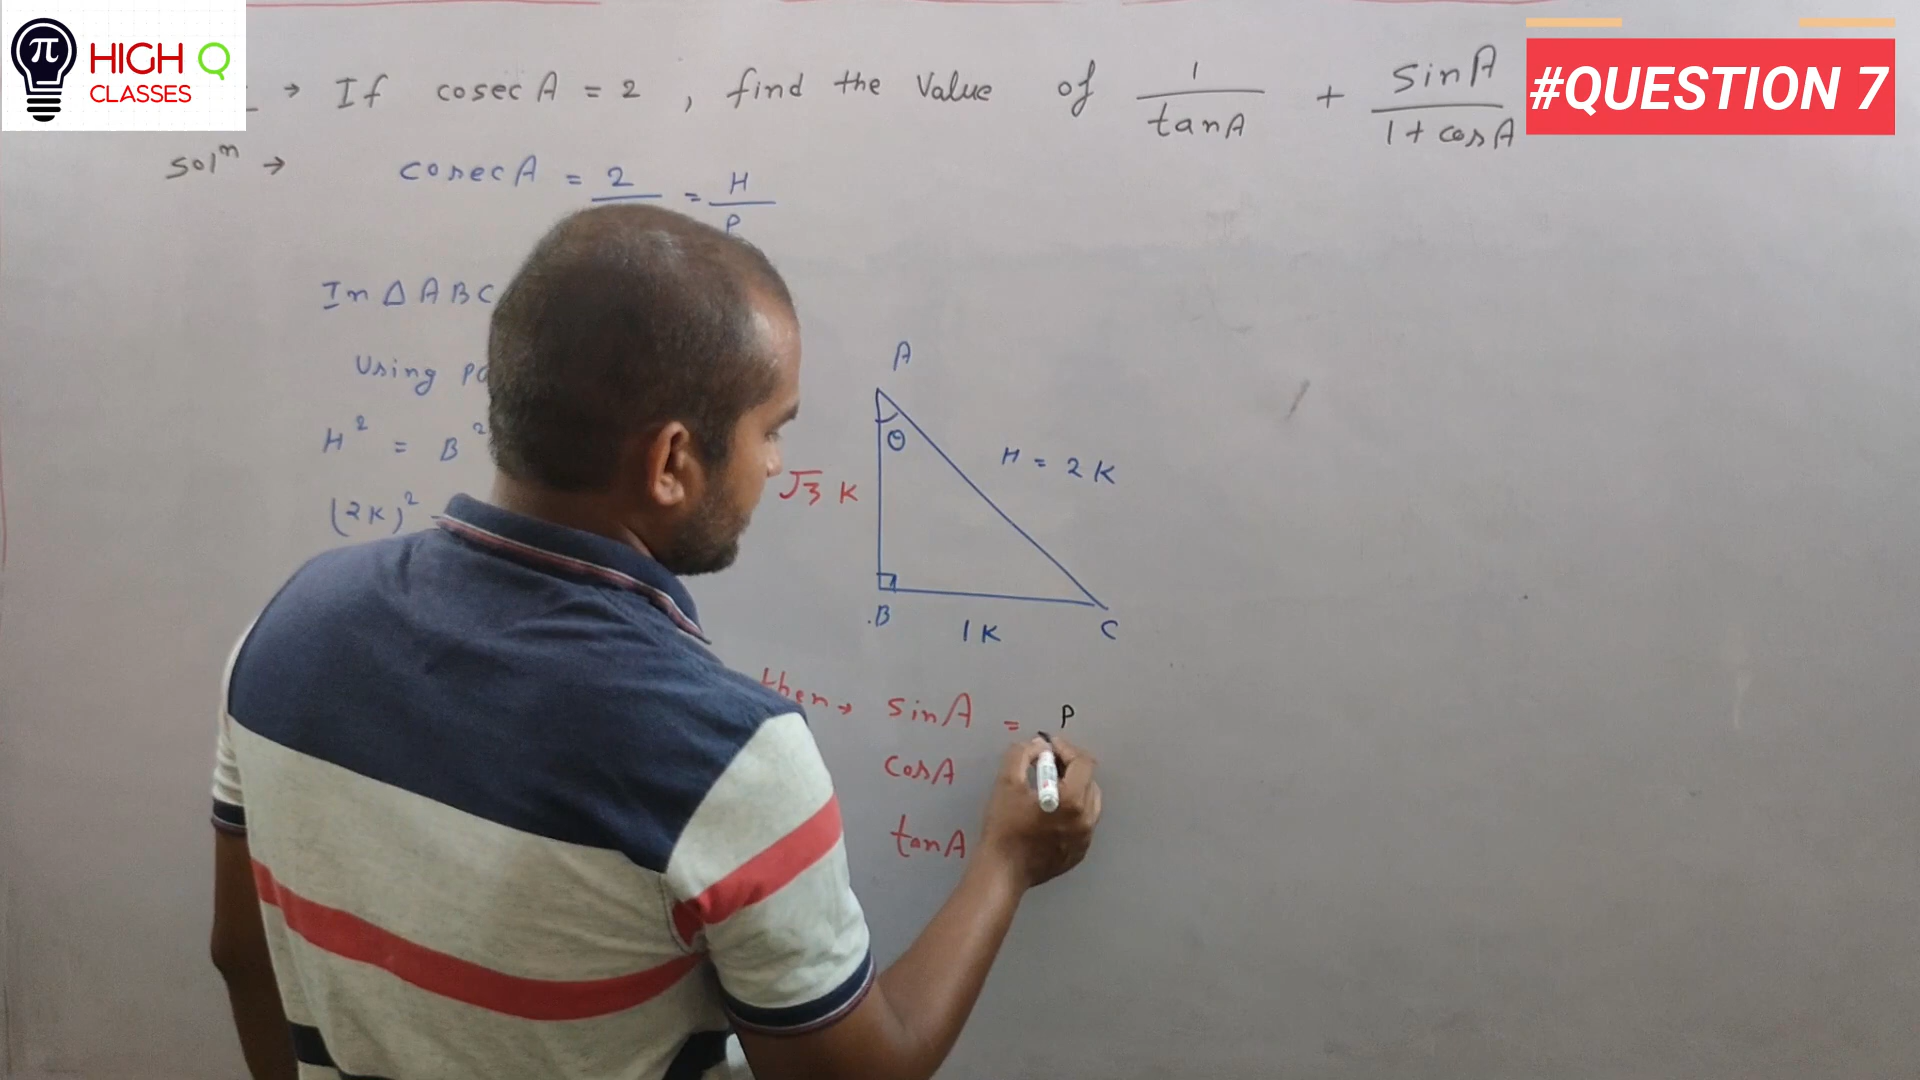 π HIGH Q
CLASSES
#QUESTION 7
→ If cosec A = 2 , find the Value of 1/tanA + sinA/1 + cosA
Solⁿ →
cosecA = 2 = H/P
In Δ ABC
Using
H² = B²
(2K)²
A
θ
H = 2K
√3 K
B
1K
C
then → sinA = P
cosA
tanA